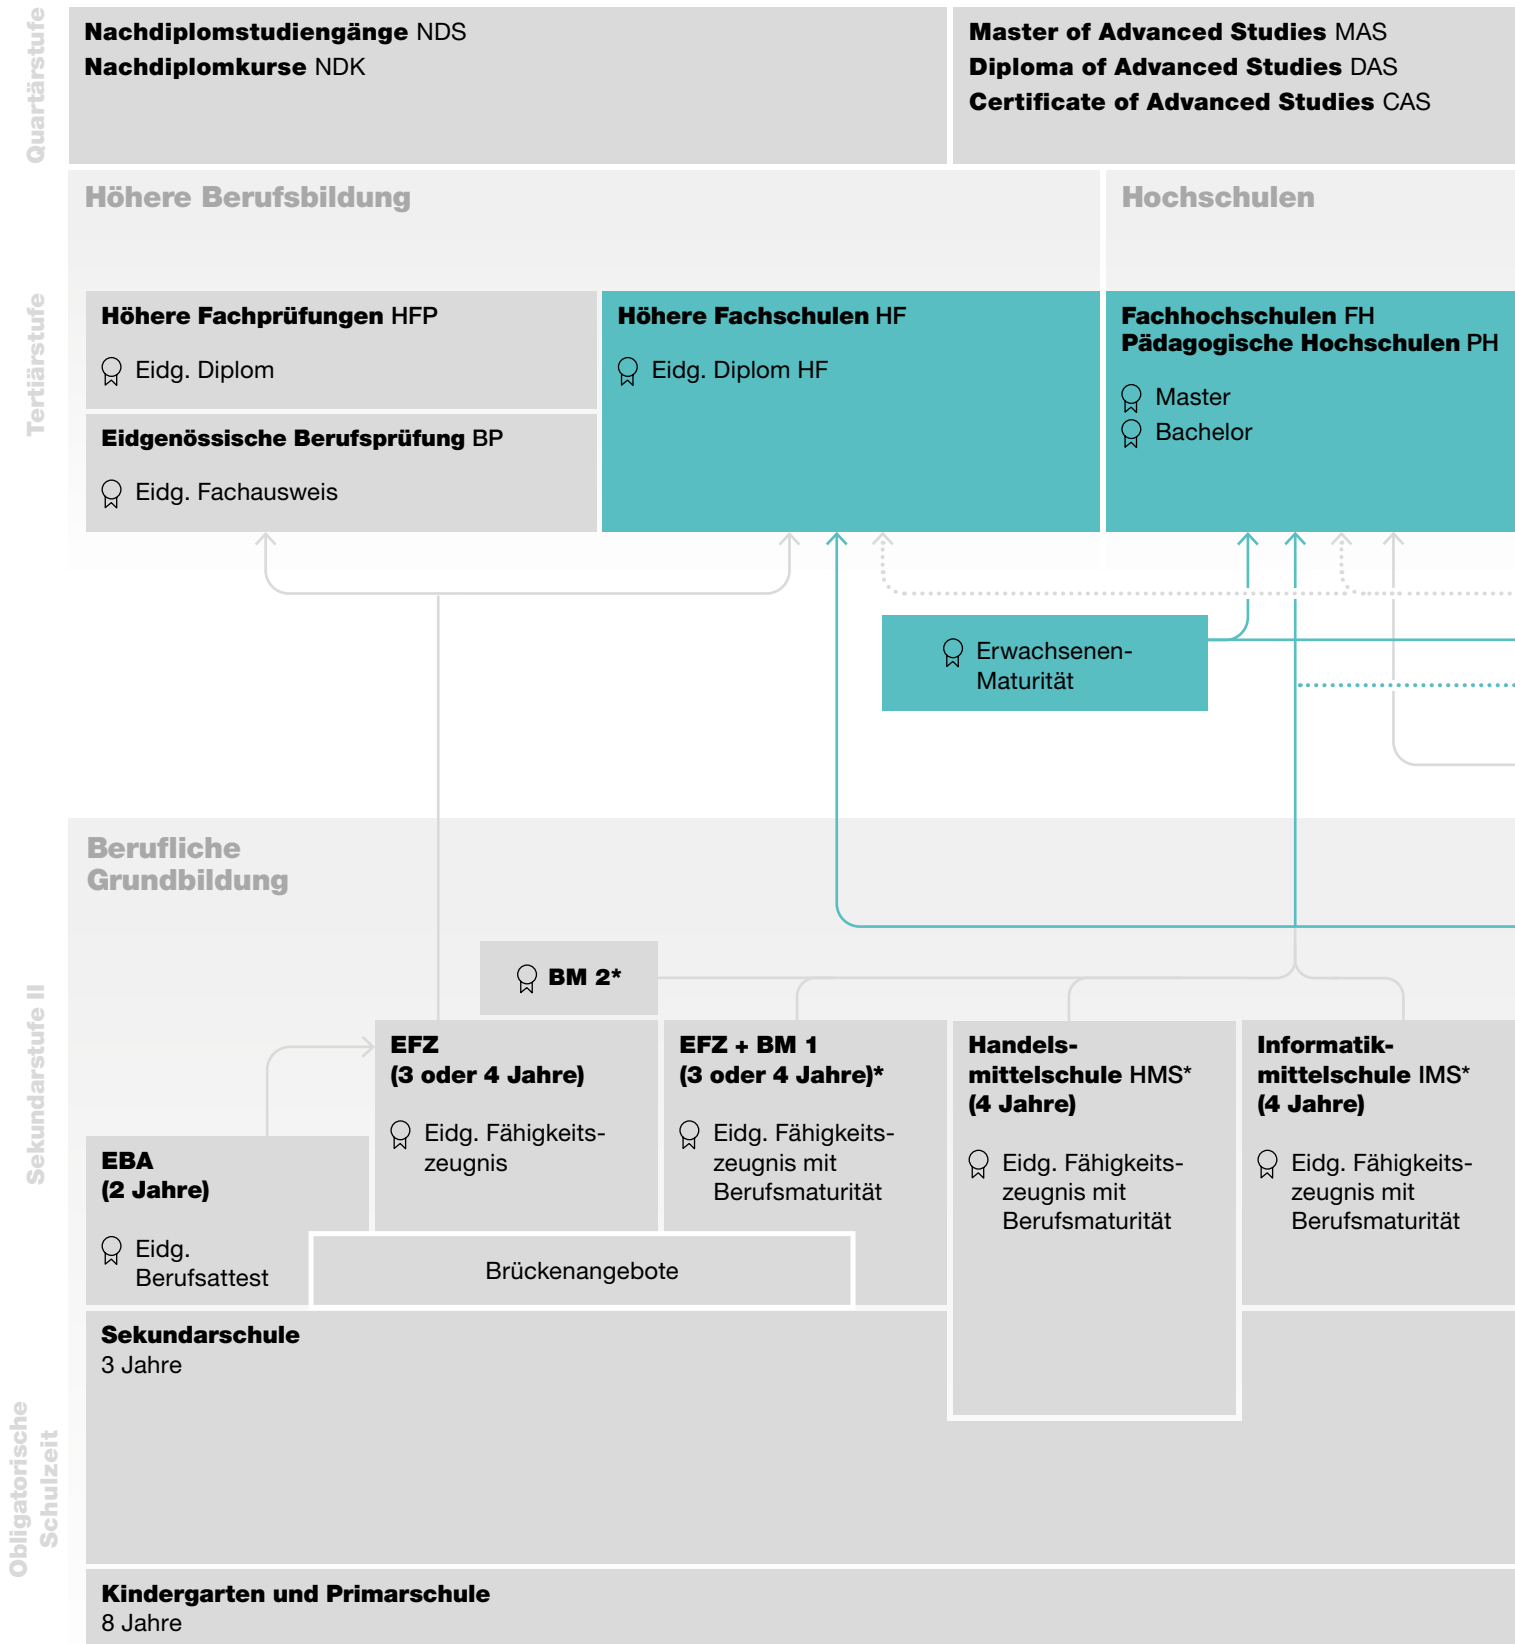 Quartärstufe
Nachdiplomstudiengänge NDS
Nachdiplomkurse NDK
Master of Advanced Studies MAS
Diploma of Advanced Studies DAS
Certificate of Advanced Studies CAS
Tertiärstufe
Höhere Berufsbildung
Hochschulen
Höhere Fachprüfungen HFP
Eidg. Diplom
Eidgenössische Berufsprüfung BP
Eidg. Fachausweis
Höhere Fachschulen HF
Eidg. Diplom HF
Fachhochschulen FH
Pädagogische Hochschulen PH
Master
Bachelor
Erwachsenen-
Maturität
Sekundarstufe II
Berufliche
Grundbildung
BM 2*
EBA
(2 Jahre)
Eidg.
Berufsattest
EFZ
(3 oder 4 Jahre)
Eidg. Fähigkeits-
zeugnis
EFZ + BM 1
(3 oder 4 Jahre)*
Eidg. Fähigkeits-
zeugnis mit
Berufsmaturität
Handels-
mittelschule HMS*
(4 Jahre)
Eidg. Fähigkeits-
zeugnis mit
Berufsmaturität
Informatik-
mittelschule IMS*
(4 Jahre)
Eidg. Fähigkeits-
zeugnis mit
Berufsmaturität
Brückenangebote
Obligatorische
Schulzeit
Sekundarschule
3 Jahre
Kindergarten und Primarschule
8 Jahre